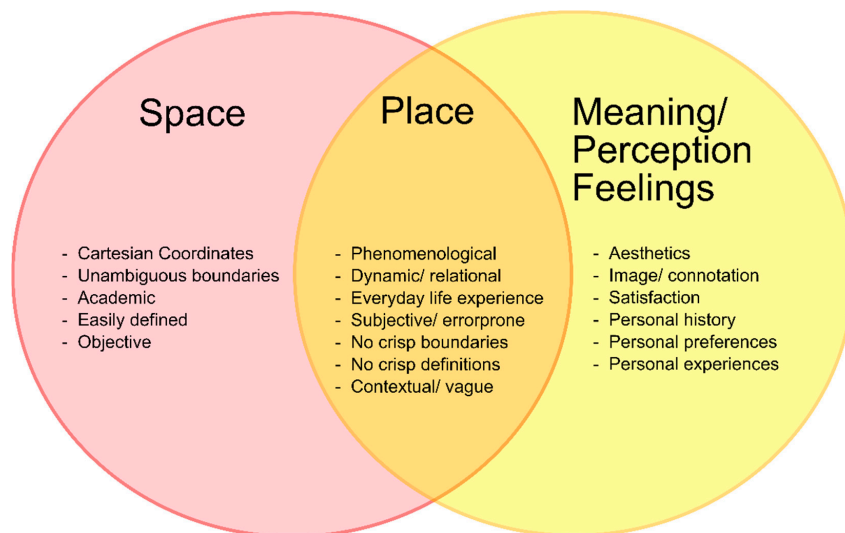 Space
- Cartesian Coordinates
- Unambiguous boundaries
- Academic
- Easily defined
- Objective
Place
- Phenomenological
- Dynamic/ relational
- Everyday life experience
- Subjective/ errorprone
- No crisp boundaries
- No crisp definitions
- Contextual/ vague
Meaning/
Perception
Feelings
- Aesthetics
- Image/ connotation
- Satisfaction
- Personal history
- Personal preferences
- Personal experiences